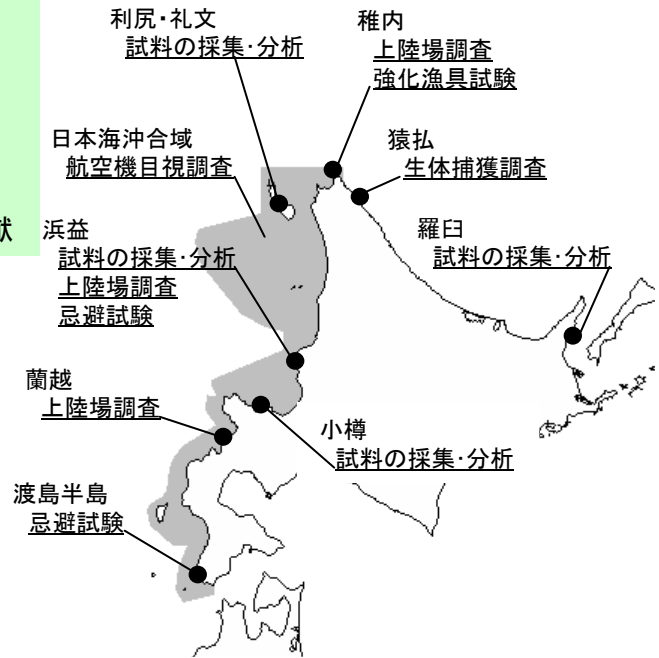 利尻・礼文
試料の採集・分析
稚内
上陸場調査
強化漁具試験
日本海沖合域
航空機目視調査
猿払
生体捕獲調査
献
浜益
試料の採集・分析
上陸場調査
忌避試験
羅臼
試料の採集・分析
蘭越
上陸場調査
小樽
試料の採集・分析
渡島半島
忌避試験